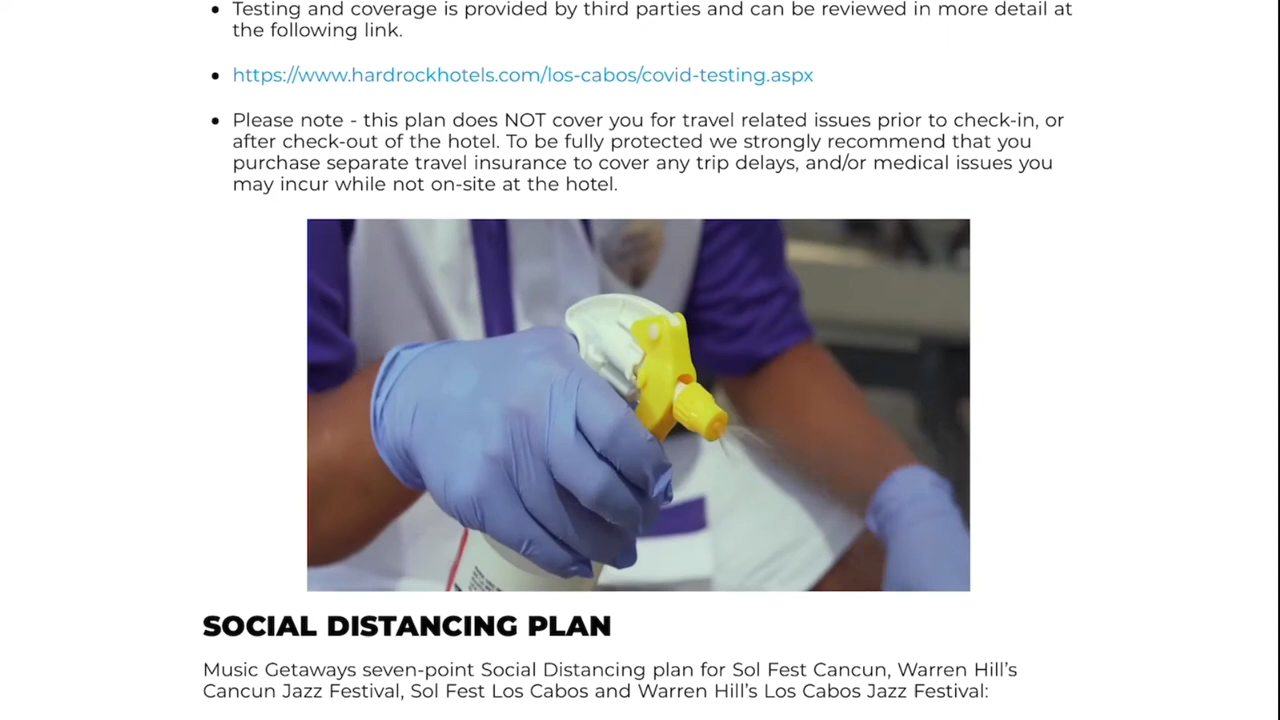 Testing and coverage is provided by third parties and can be reviewed in more detail at
the following link.
https://www.hardrockhotels.com/los-cabos/covid-testing.aspx
Please note - this plan does NOT cover you for travel related issues prior to check-in, or
after check-out of the hotel. To be fully protected we strongly recommend that you
purchase separate travel insurance to cover any trip delays, and/or medical issues you
may incur while not on-site at the hotel.
SOCIAL DISTANCING PLAN
Music Getaways seven-point Social Distancing plan for Sol Fest Cancun, Warren Hill’s
Cancun Jazz Festival, Sol Fest Los Cabos and Warren Hill’s Los Cabos Jazz Festival: